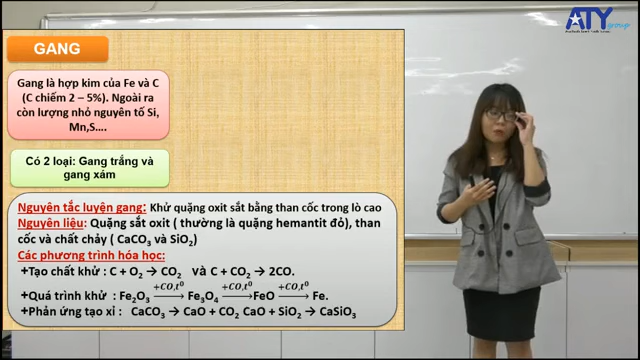 ATY group
GANG
Gang là hợp kim của Fe và C
(C chiếm 2 – 5%). Ngoài ra
còn lượng nhỏ nguyên tố Si,
Mn,S....
Có 2 loại: Gang trắng và
gang xám
Nguyên tắc luyện gang: Khử quặng oxit sắt bằng than cốc trong lò cao
Nguyên liệu: Quặng sắt oxit ( thường là quặng hemantit đỏ), than
cốc và chất chảy ( CaCO₃ và SiO₂)
Các phương trình hóa học:
+Tạo chất khử : C + O₂ → CO₂ và C + CO₂ → 2CO.
+Quá trình khử : Fe₂O₃ —+CO,t⁰→ Fe₃O₄ —+CO,t⁰→ FeO —+CO,t⁰→ Fe.
+Phản ứng tạo xỉ : CaCO₃ → CaO + CO₂ CaO + SiO₂ → CaSiO₃